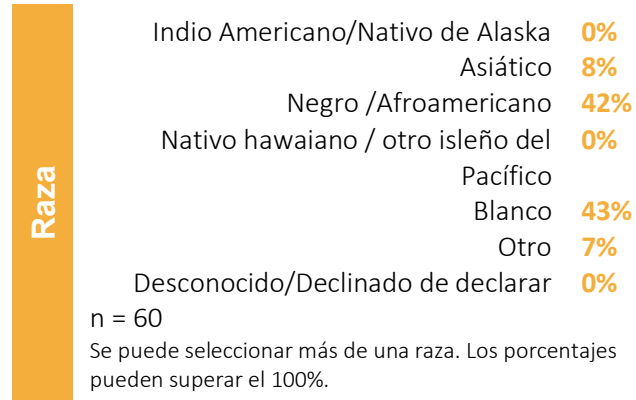 Raza
Indio Americano/Nativo de Alaska 0%
Asiático 8%
Negro /Afroamericano 42%
Nativo hawaiano / otro isleño del 0%
Pacífico
Blanco 43%
Otro 7%
Desconocido/Declinado de declarar 0%
n = 60
Se puede seleccionar más de una raza. Los porcentajes
pueden superar el 100%.